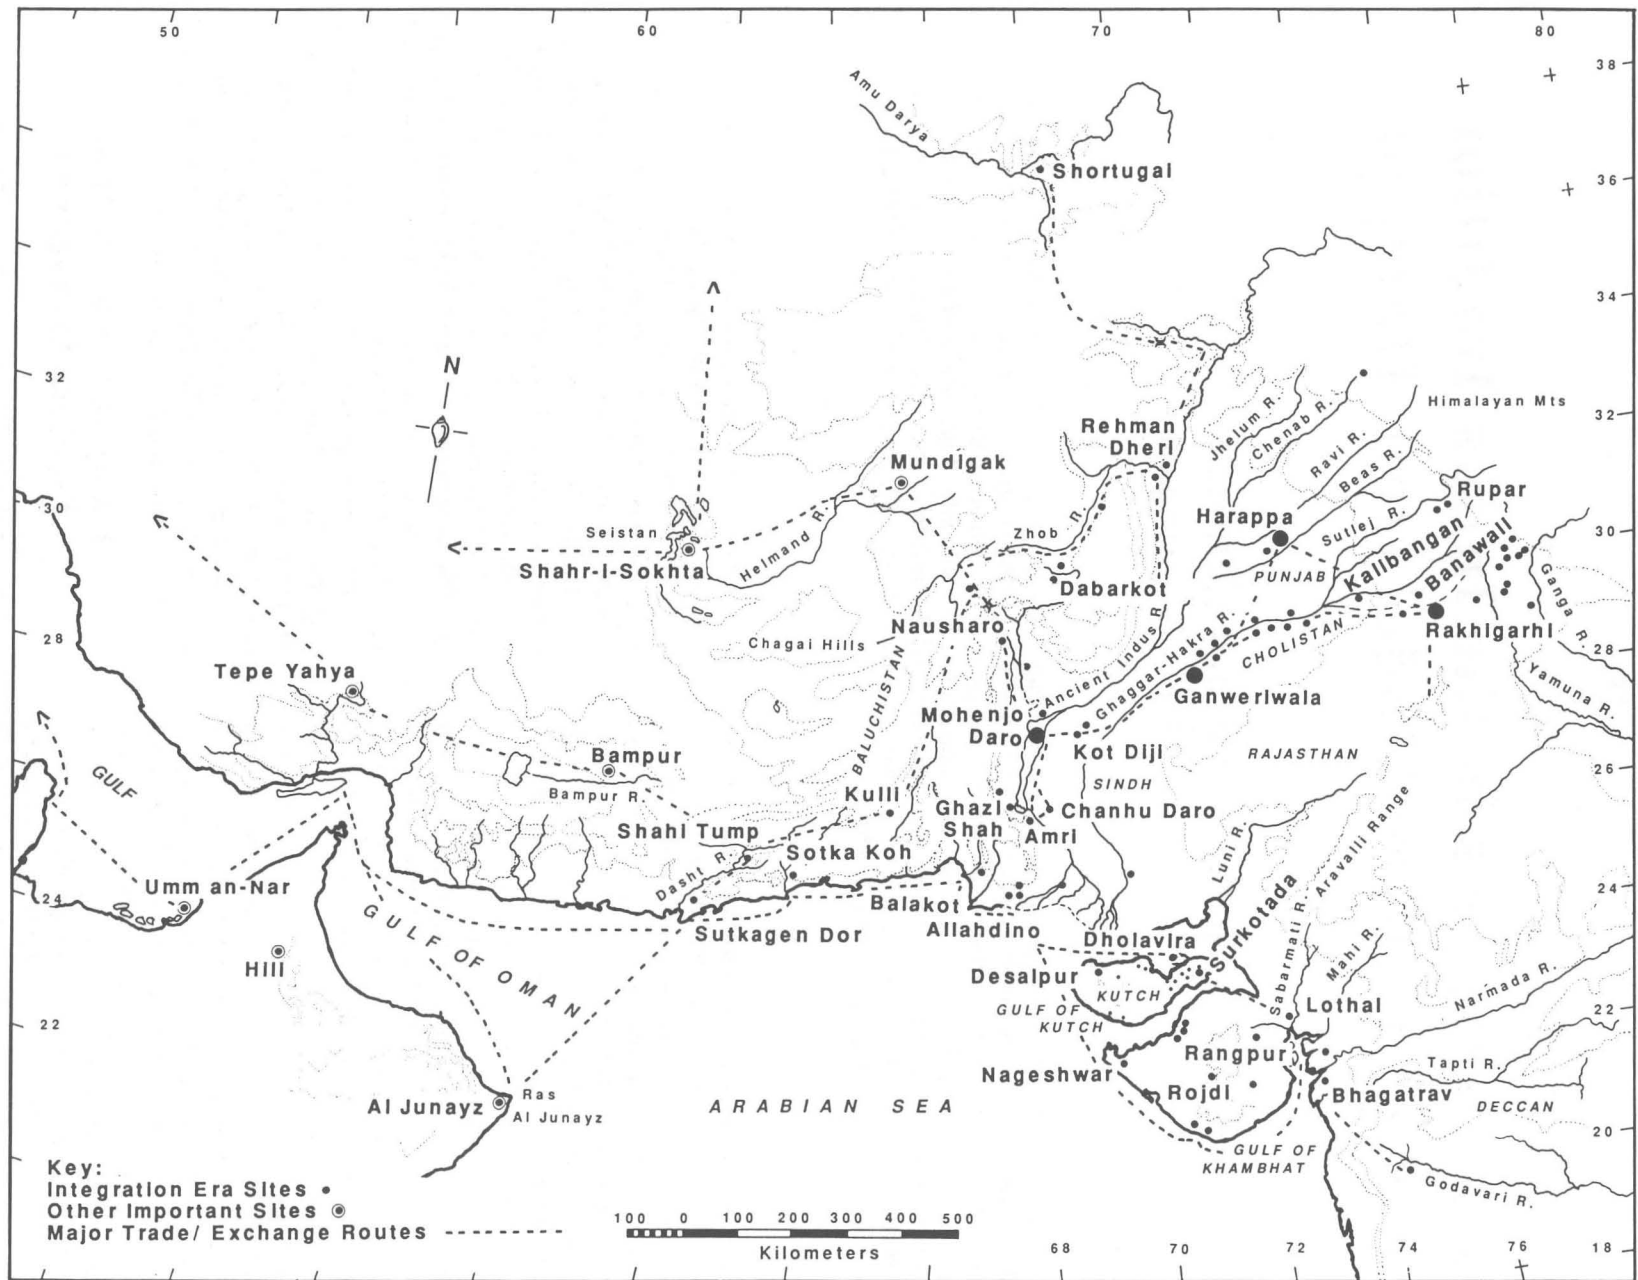 50
60
70
80
38
36
34
32
30
28
26
24
22
20
18
32
30
28
24
22
68
70
72
74
76
Amu Darya
Shortugai
N
Himalayan Mts
Rehman
Dheri
Jhelum R.
Chenab R.
Ravi R.
Beas R.
Mundigak
Rupar
Harappa
Sutlej R.
Kalibangan
Banawali
Seistan
Shahr-I-Sokhta
Helmand R.
Zhob R.
Dabarkot
PUNJAB
Ganga R.
Nausharo
Chagai Hills
Ancient Indus R.
Ghaggar-Hakra R.
CHOLISTAN
Rakhigarhi
Yamuna R.
Tepe Yahya
BALUCHISTAN
Ganweriwala
Mohenjo
Daro
Kot Diji
RAJASTHAN
Bampur
Bampur R.
SINDH
GULF
Kulli
Ghazi
Shah
Chanhu Daro
Amri
Shahi Tump
Sotka Koh
Dasht R.
Luni R.
Aravalli Range
Umm an-Nar
Balakot
Allahdino
Sutkagen Dor
GULF OF OMAN
Hili
Dholavira
Surkotada
Desalpur
KUTCH
Sabarmati R.
Mahi R.
Narmada R.
GULF OF
KUTCH
Lothal
Rangpur
Nageshwar
Rojdi
Tapti R.
Bhagatrav
DECCAN
Al Junayz
Ras
Al Junayz
ARABIAN SEA
GULF OF
KHAMBHAT
Godavari R.
Key:
Integration Era Sites
Other Important Sites
Major Trade/ Exchange Routes
100 0 100 200 300 400 500
Kilometers